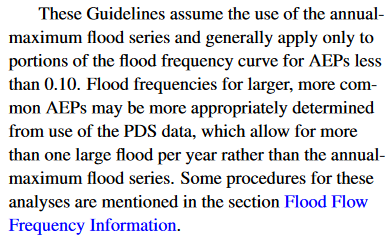 These Guidelines assume the use of the annual-
maximum flood series and generally apply only to
portions of the flood frequency curve for AEPs less
than 0.10. Flood frequencies for larger, more com-
mon AEPs may be more appropriately determined
from use of the PDS data, which allow for more
than one large flood per year rather than the annual-
maximum flood series. Some procedures for these
analyses are mentioned in the section Flood Flow
Frequency Information.